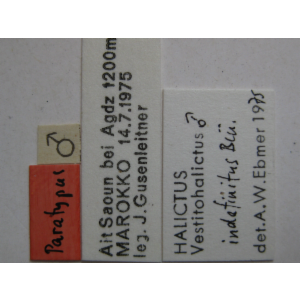 Paratypus
♂
Ait Saoun bei Agdz 1200m
MAROKKO 14.7.1975
leg. J.Gusenleitner
HALICTUS
Vestitohalictus ♂
indefinitus Blü.
det.A.W.Ebmer 1975